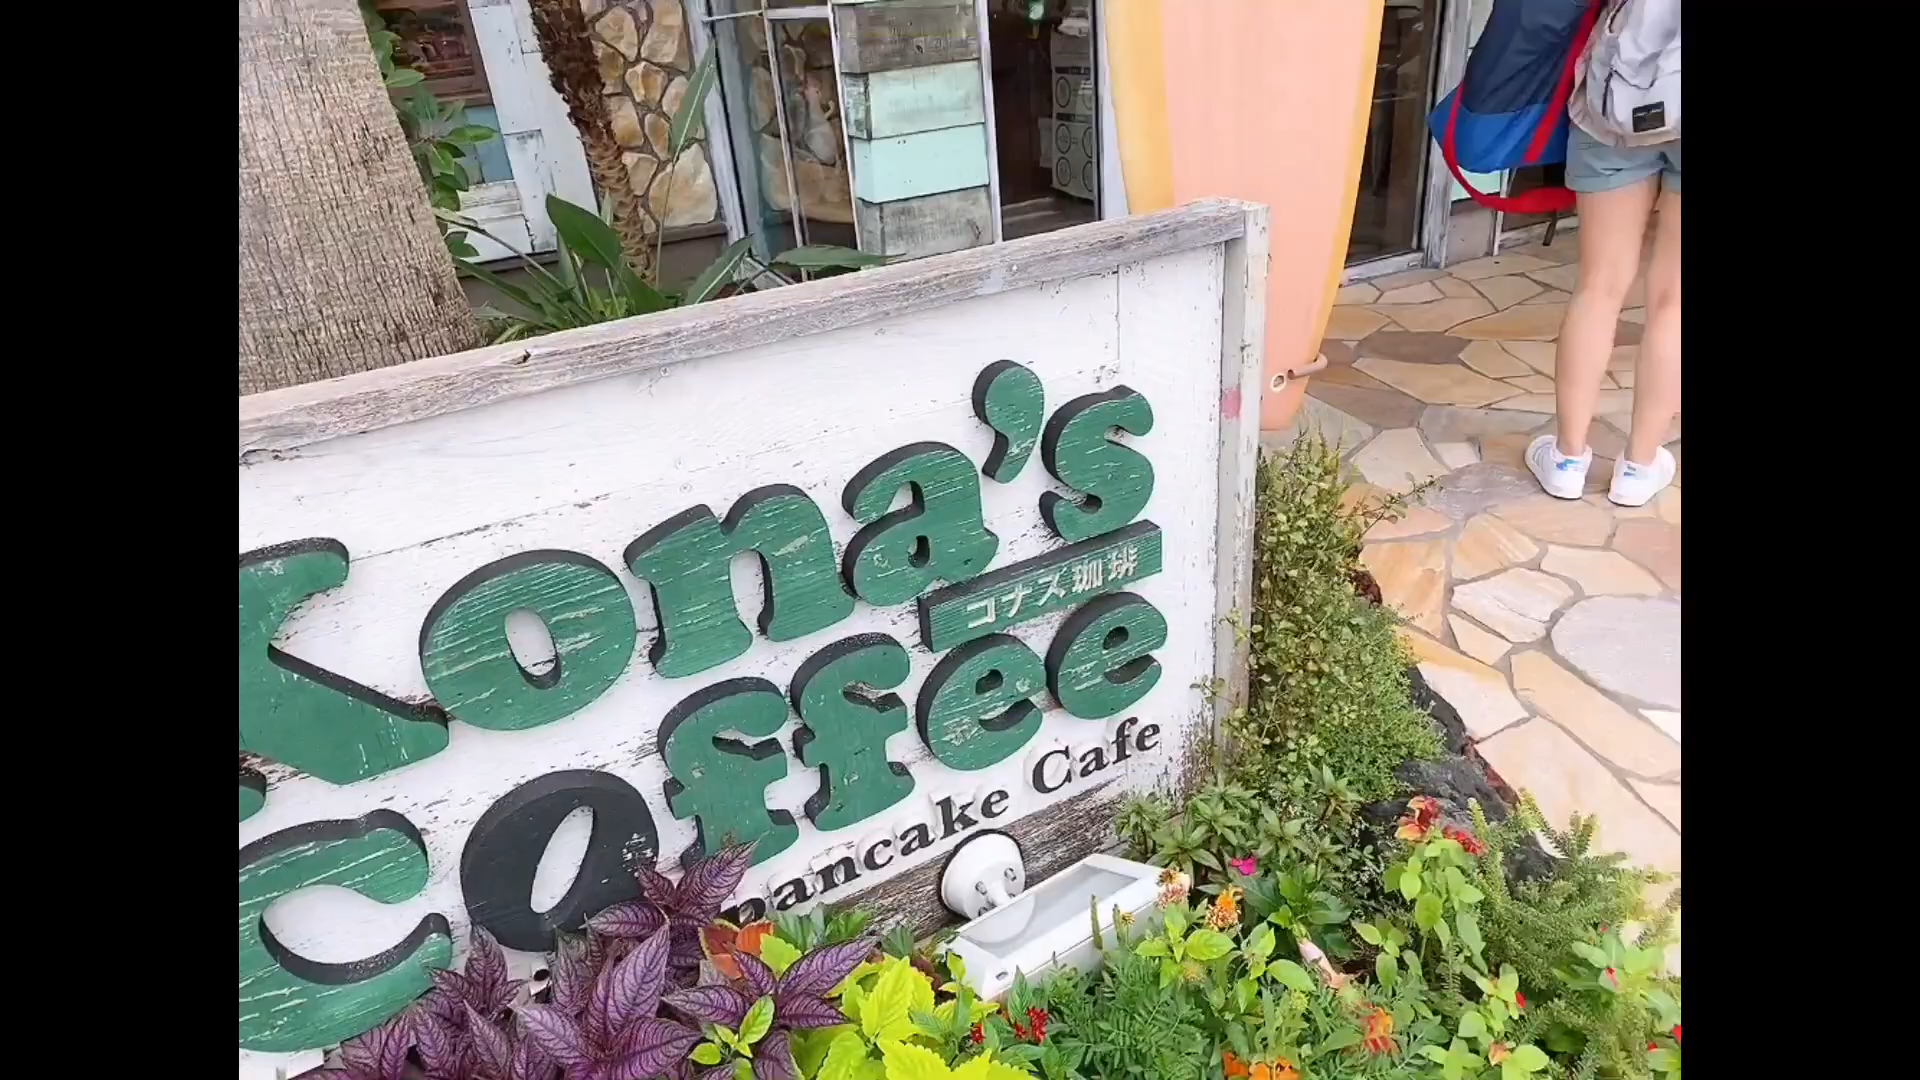 Kona's
コナズ珈琲
Coffee
pancake Cafe